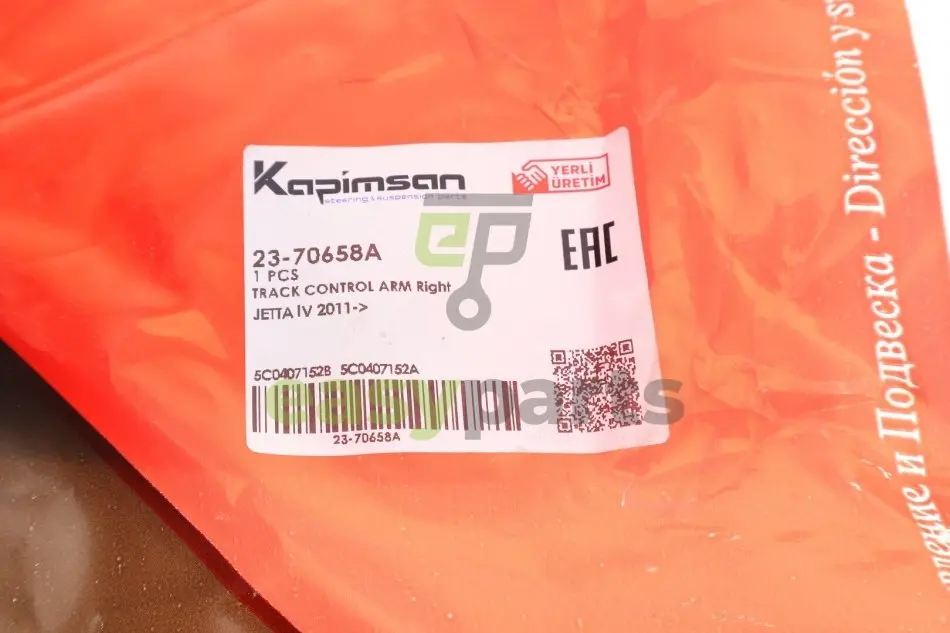 Kapimsan
steering & suspension parts
YERLİ
ÜRETİM
23-70658A
1 PCS
TRACK CONTROL ARM Right
JETTA IV 2011->
EAC
5C0407152B 5C0407152A
23-70658A
ep
easyparts
и Подвеска - Dirección y